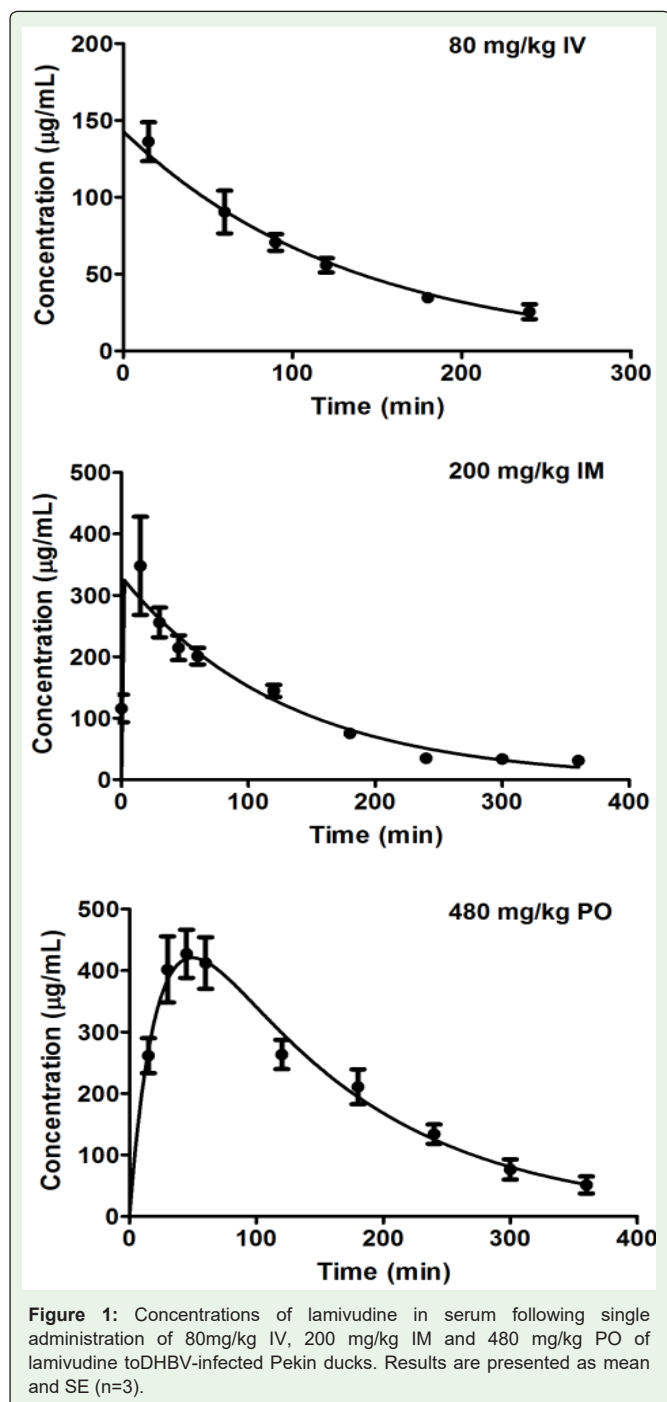 80 mg/kg IV
200
150
100
50
0
Concentration (µg/mL)
0 100 200 300
Time (min)
200 mg/kg IM
500
400
300
200
100
0
Concentration (µg/mL)
0 100 200 300 400
Time (min)
480 mg/kg PO
500
400
300
200
100
0
Concentration (µg/mL)
0 100 200 300 400
Time (min)
Figure 1: Concentrations of lamivudine in serum following single
administration of 80mg/kg IV, 200 mg/kg IM and 480 mg/kg PO of
lamivudine toDHBV-infected Pekin ducks. Results are presented as mean
and SE (n=3).